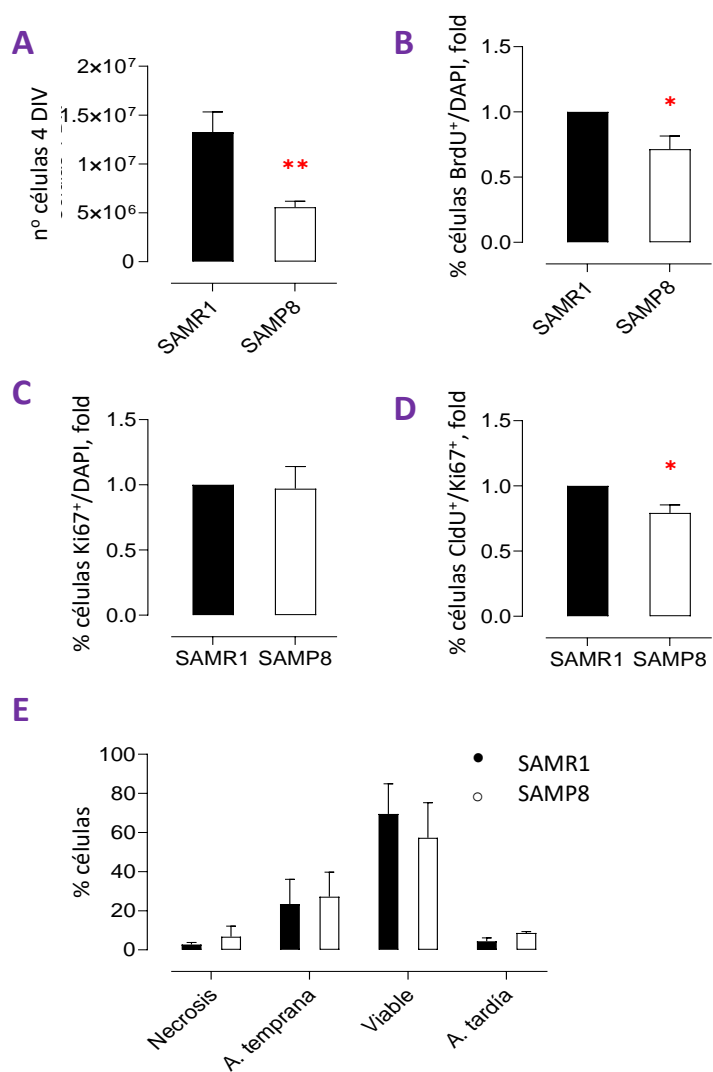 A
nº células 4 DIV
2×10⁷
1.5×10⁷
1×10⁷
5×10⁶
0
**
SAMR1
SAMP8
B
% células BrdU⁺/DAPI, fold
1.5
1.0
0.5
0.0
*
SAMR1
SAMP8
C
% células Ki67⁺/DAPI, fold
1.5
1.0
0.5
0.0
SAMR1 SAMP8
D
% células CldU⁺/Ki67⁺, fold
1.5
1.0
0.5
0.0
*
SAMR1 SAMP8
E
% células
100
80
60
40
20
0
SAMR1
SAMP8
Necrosis
A. temprana
Viable
A. tardía